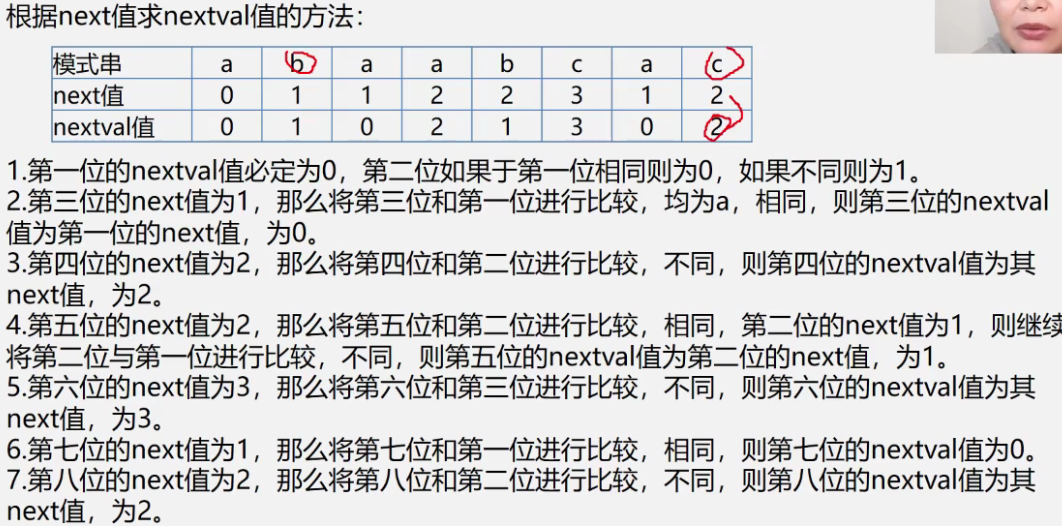 根据next值求nextval值的方法：
模式串 a b a a b c a c
next值 0 1 1 2 2 3 1 2
nextval值 0 1 0 2 1 3 0 2
1.第一位的nextval值必定为0，第二位如果于第一位相同则为0，如果不同则为1。
2.第三位的next值为1，那么将第三位和第一位进行比较，均为a，相同，则第三位的nextval
值为第一位的next值，为0。
3.第四位的next值为2，那么将第四位和第二位进行比较，不同，则第四位的nextval值为其
next值，为2。
4.第五位的next值为2，那么将第五位和第二位进行比较，相同，第二位的next值为1，则继续
将第二位与第一位进行比较，不同，则第五位的nextval值为第二位的next值，为1。
5.第六位的next值为3，那么将第六位和第三位进行比较，不同，则第六位的nextval值为其
next值，为3。
6.第七位的next值为1，那么将第七位和第一位进行比较，相同，则第七位的nextval值为0。
7.第八位的next值为2，那么将第八位和第二位进行比较，不同，则第八位的nextval值为其
next值，为2。